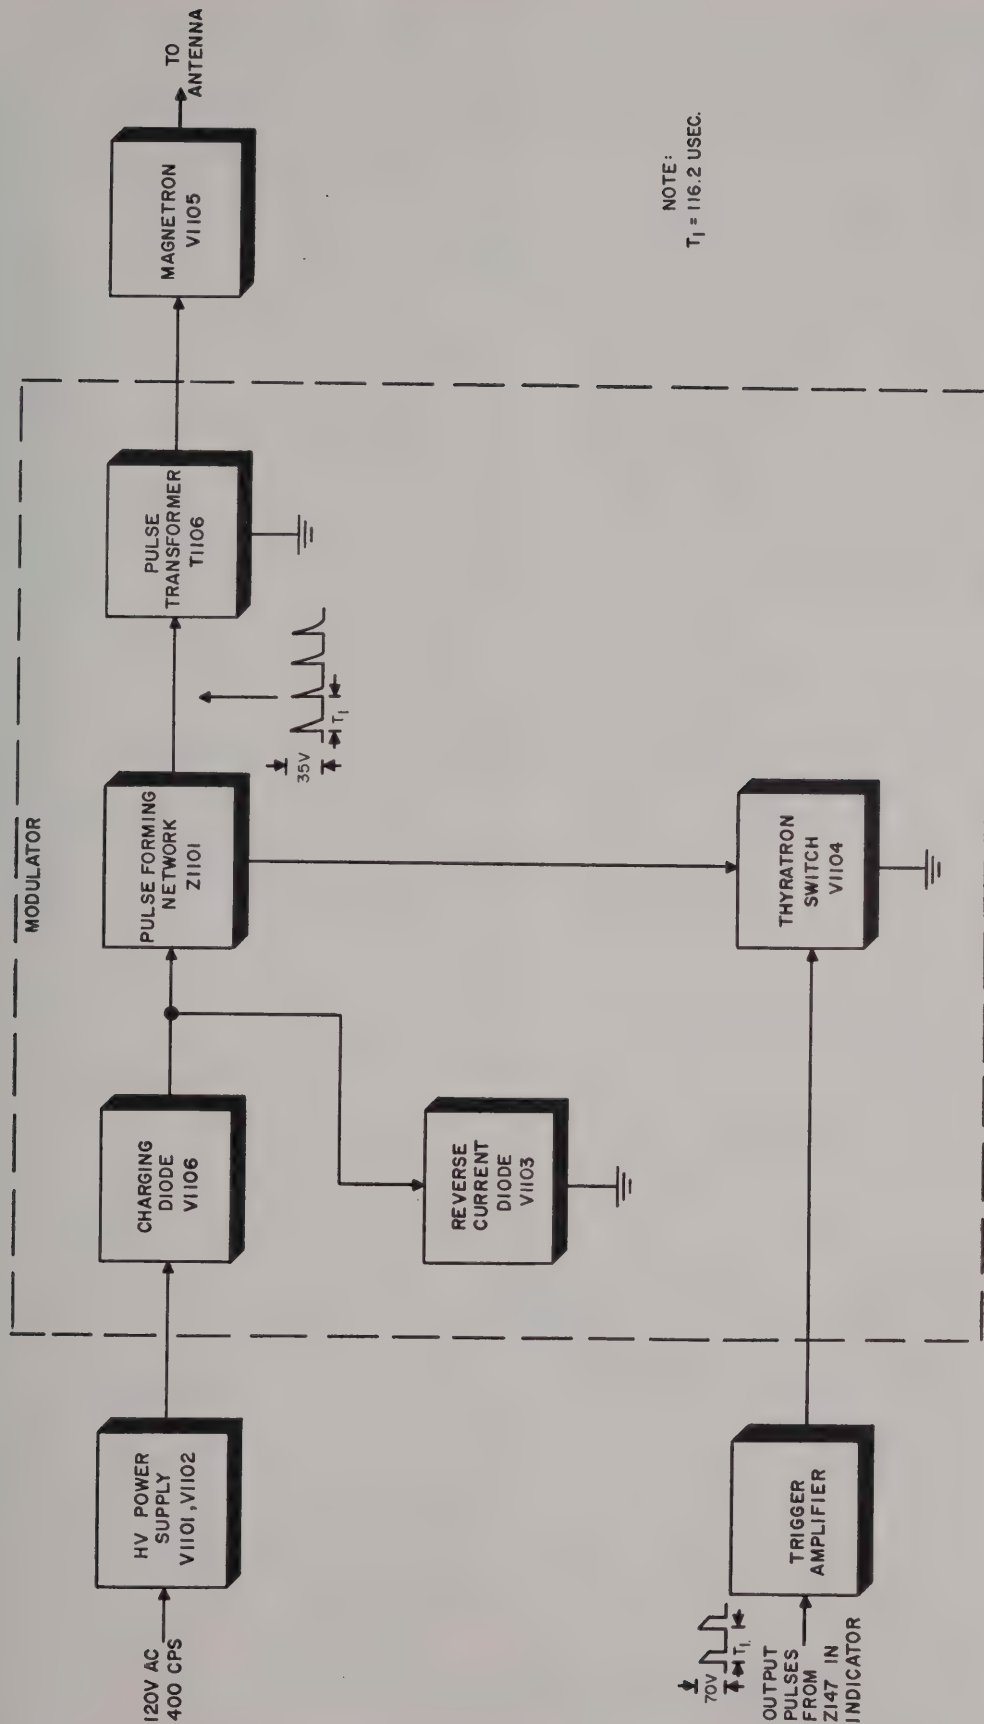 MODULATOR
120V AC
400 CPS
HV POWER
SUPPLY
V1101, V1102
CHARGING
DIODE
V1106
PULSE FORMING
NETWORK
Z1101
PULSE
TRANSFORMER
T1106
MAGNETRON
V1105
TO
ANTENNA
35V
T1
REVERSE
CURRENT
DIODE
V1103
NOTE:
T1 = 116.2 USEC.
70V
T1
OUTPUT
PULSES
FROM
Z147 IN
INDICATOR
TRIGGER
AMPLIFIER
THYRATRON
SWITCH
V1104